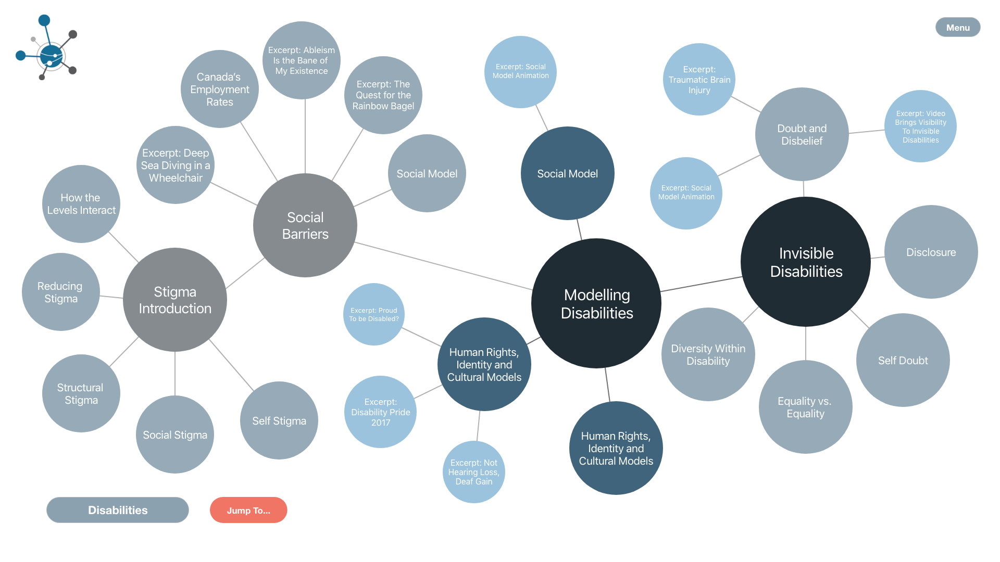 Menu
Excerpt: Ableism
Is the Bane of
My Existence
Canada’s
Employment
Rates
Excerpt: The
Quest for the
Rainbow Bagel
Excerpt: Deep
Sea Diving in a
Wheelchair
Social Model
Social
Barriers
How the
Levels Interact
Reducing
Stigma
Stigma
Introduction
Structural
Stigma
Social Stigma
Self Stigma
Excerpt: Social
Model Animation
Social Model
Modelling
Disabilities
Excerpt: Proud
To be Disabled?
Human Rights,
Identity and
Cultural Models
Excerpt:
Disability Pride
2017
Excerpt: Not
Hearing Loss,
Deaf Gain
Human Rights,
Identity and
Cultural Models
Excerpt:
Traumatic Brain
Injury
Doubt and
Disbelief
Excerpt: Video
Brings Visibility
To Invisible
Disabilities
Excerpt: Social
Model Animation
Invisible
Disabilities
Disclosure
Diversity Within
Disability
Equality vs.
Equality
Self Doubt
Disabilities
Jump To...